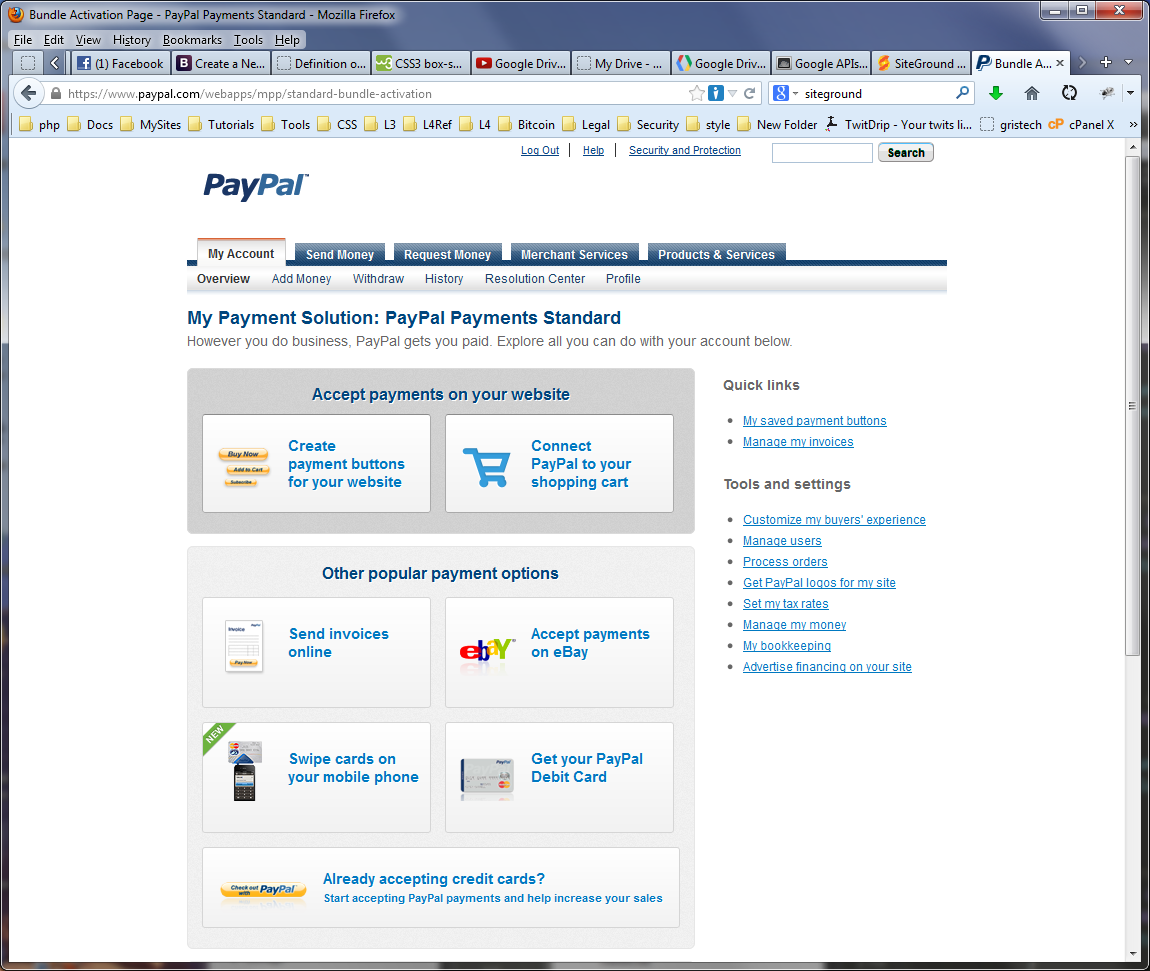 Bundle Activation Page - PayPal Payments Standard - Mozilla Firefox
File Edit View History Bookmarks Tools Help
(1) Facebook
Create a Ne...
Definition o...
CSS3 box-s...
Google Driv...
My Drive - ...
Google Driv...
Google APIs...
SiteGround ...
Bundle A...
https://www.paypal.com/webapps/mpp/standard-bundle-activation
siteground
php Docs MySites Tutorials Tools CSS L3 L4Ref L4 Bitcoin Legal Security style New Folder TwitDrip - Your twits li... gristech cPanel X
Log Out Help Security and Protection Search
PayPal™
My Account Send Money Request Money Merchant Services Products & Services
Overview Add Money Withdraw History Resolution Center Profile
My Payment Solution: PayPal Payments Standard
However you do business, PayPal gets you paid. Explore all you can do with your account below.
Accept payments on your website
Buy Now
Add to Cart
Subscribe
Create
payment buttons
for your website
Connect
PayPal to your
shopping cart
Other popular payment options
Invoice PayPal
Pay Now
Send invoices
online
ebY
Accept payments
on eBay
NEW
Swipe cards on
your mobile phone
PayPal
Get your PayPal
Debit Card
Check out
with PayPal
Already accepting credit cards?
Start accepting PayPal payments and help increase your sales
Quick links
My saved payment buttons
Manage my invoices
Tools and settings
Customize my buyers' experience
Manage users
Process orders
Get PayPal logos for my site
Set my tax rates
Manage my money
My bookkeeping
Advertise financing on your site